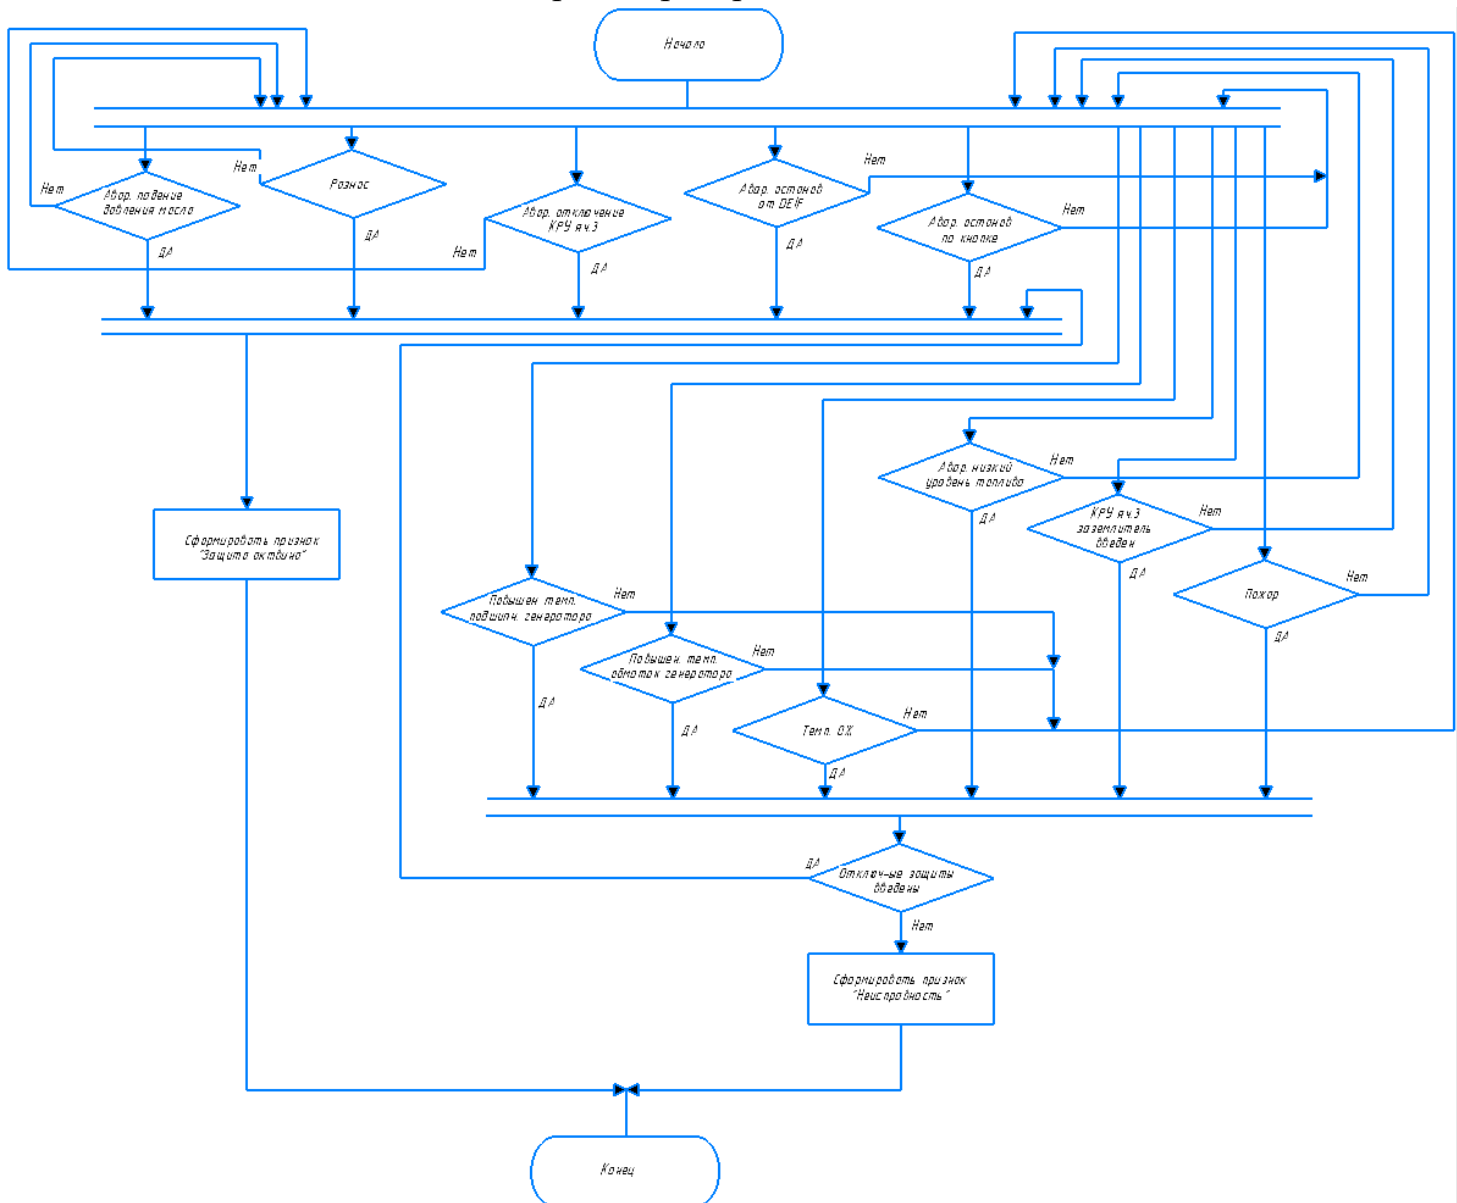 Начало
Нет
Авар. падение
давления масла
ДА
Нет
Разнос
ДА
Нет
Авар. отключение
КРУ яч.3
ДА
Авар. останов
от DEIF
Нет
ДА
Авар. останов
по кнопке
Нет
ДА
Авар. низкий
уровень топлива
Нет
ДА
КРУ яч.3
заземлитель
введен
Нет
ДА
Пожар
Нет
ДА
Сформировать признак
"Защита активна"
Повышен темп.
подшипн. генератора
Нет
ДА
Повышен. темп.
обмоток генератора
Нет
ДА
Темп. ОЖ
Нет
ДА
ДА
Отключ-ые защиты
введены
Нет
Сформировать признак
"Неисправность"
Конец